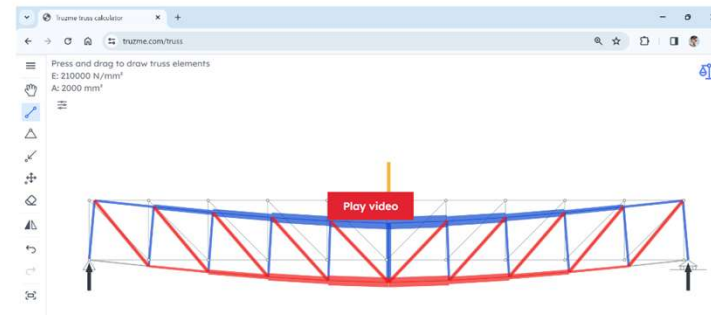 Truzme truss calculator
truzme.com/truss
Press and drag to draw truss elements
E: 210000 N/mm²
A: 2000 mm²
Play video